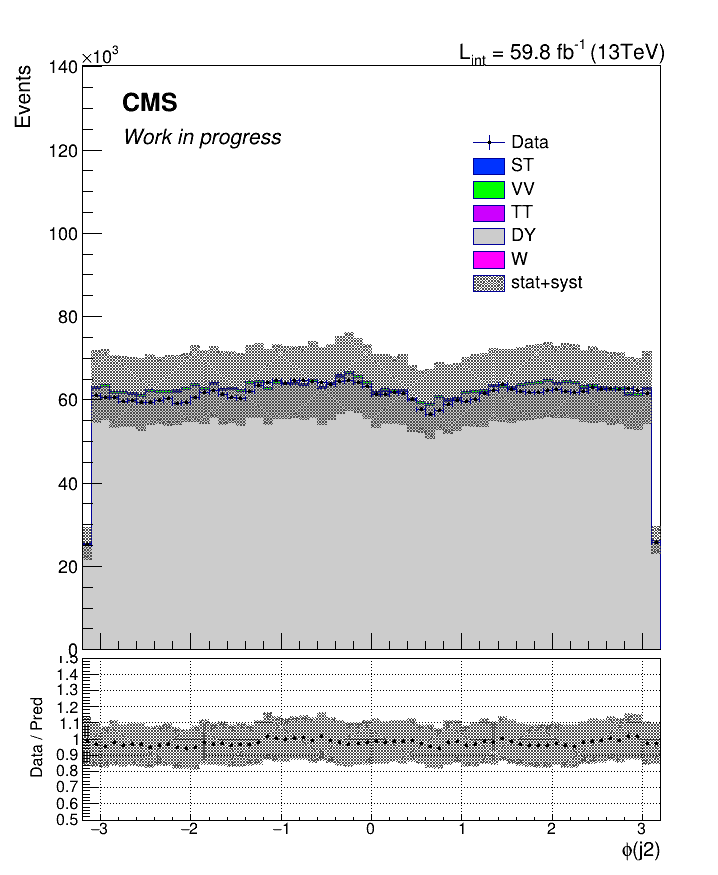 ×10³
L_int = 59.8 fb⁻¹ (13TeV)
Events
140
120
100
80
60
40
20
0
CMS
Work in progress
Data
ST
VV
TT
DY
W
stat+syst
Data / Pred
1.5
1.4
1.3
1.2
1.1
1
0.9
0.8
0.7
0.6
0.5
−3 −2 −1 0 1 2 3
ϕ(j2)